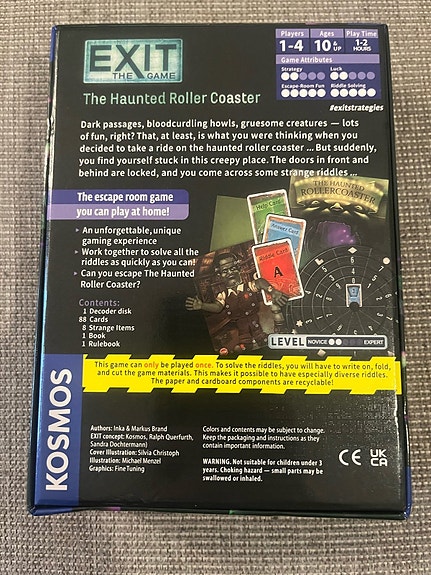 EXIT
THE GAME
Players
1-4
Ages
10 & UP
Play Time
1-2
HOURS
Game Attributes
Strategy
Luck
Escape-Room Fun
Riddle Solving
#exitstrategies
The Haunted Roller Coaster
Dark passages, bloodcurdling howls, gruesome creatures — lots
of fun, right? That, at least, is what you were thinking when you
decided to take a ride on the haunted roller coaster ... But suddenly,
you find yourself stuck in this creepy place. The doors in front and
behind are locked, and you come across some strange riddles ...
The escape room game
you can play at home!
THE HAUNTED
ROLLERCOASTER
Help Card
Answer Card
Riddle Card
A
▸ An unforgettable, unique
gaming experience
▸ Work together to solve all the
riddles as quickly as you can!
▸ Can you escape The Haunted
Roller Coaster?
Contents:
1 Decoder disk
88 Cards
8 Strange Items
1 Book
1 Rulebook
LEVEL
NOVICE
EXPERT
This game can only be played once. To solve the riddles, you will have to write on, fold,
and cut the game materials. This makes it possible to have especially diverse riddles.
The paper and cardboard components are recyclable!
KOSMOS
Authors: Inka & Markus Brand
EXIT concept: Kosmos, Ralph Querfurth,
Sandra Dochtermann)
Cover Illustration: Silvia Christoph
Illustration: Michael Menzel
Graphics: FineTuning
Colors and contents may be subject to change.
Keep the packaging and instructions as they
contain important information.
WARNING. Not suitable for children under 3
years. Choking hazard — small parts may be
swallowed or inhaled.
CE
UK
CA